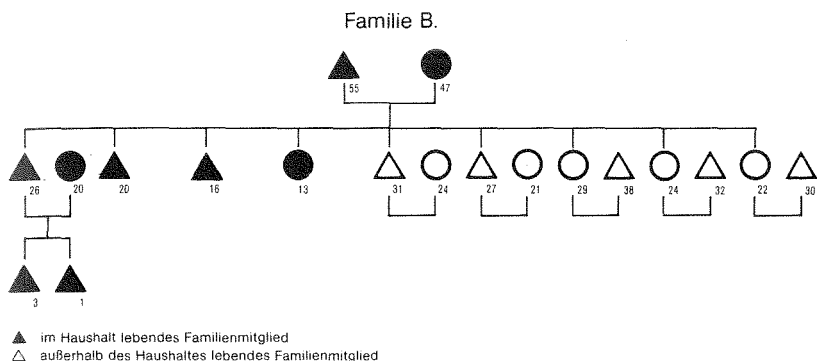 Familie B.
55 47
26 20 20 16 13 31 24 27 21 29 38 24 32 22 30
3 1
im Haushalt lebendes Familienmitglied
außerhalb des Haushaltes lebendes Familienmitglied